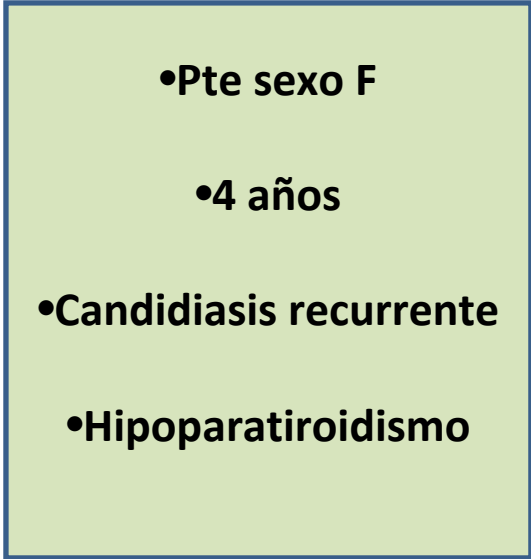 •Pte sexo F
•4 años
•Candidiasis recurrente
•Hipoparatiroidismo